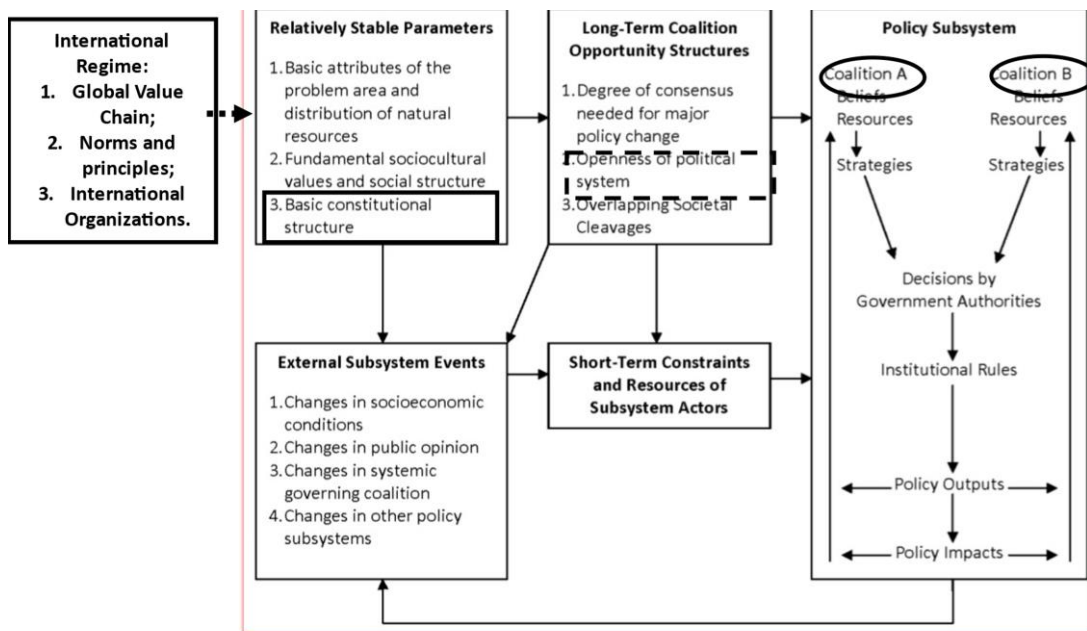 International
Regime:
1. Global Value
Chain;
2. Norms and
principles;
3. International
Organizations.
Relatively Stable Parameters
1. Basic attributes of the
problem area and
distribution of natural
resources
2. Fundamental sociocultural
values and social structure
3. Basic constitutional
structure
Long-Term Coalition
Opportunity Structures
1. Degree of consensus
needed for major
policy change
2. Openness of political
system
3. Overlapping Societal
Cleavages
Policy Subsystem
Coalition A
Beliefs
Resources
Strategies
Coalition B
Beliefs
Resources
Strategies
Decisions by
Government Authorities
Institutional Rules
Policy Outputs
Policy Impacts
External Subsystem Events
1. Changes in socioeconomic
conditions
2. Changes in public opinion
3. Changes in systemic
governing coalition
4. Changes in other policy
subsystems
Short-Term Constraints
and Resources of
Subsystem Actors